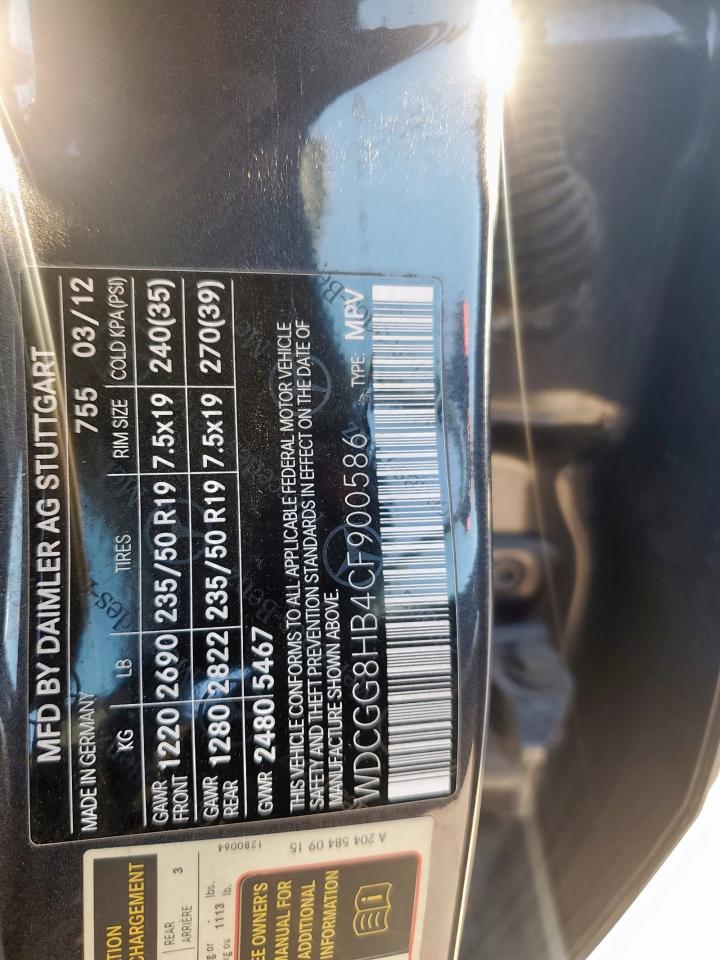 MFD BY DAIMLER AG STUTTGART
MADE IN GERMANY 755 03/12
KG LB TIRES RIM SIZE COLD KPA(PSI)
GAWR FRONT 1220 2690 235/50 R19 7.5x19 240(35)
GAWR REAR 1280 2822 235/50 R19 7.5x19 270(39)
GWR 2480 5467
THIS VEHICLE CONFORMS TO ALL APPLICABLE FEDERAL MOTOR VEHICLE
SAFETY AND THEFT PREVENTION STANDARDS IN EFFECT ON THE DATE OF
MANUFACTURE SHOWN ABOVE.
WDCGG8HB4CF900586 TYPE: MPV
A 204 584 09 15
1280064
CHARGEMENT
REAR 3
ARRIÈRE
lbs.
kg ou 1113 lb.
OWNER'S
MANUAL FOR
ADDITIONAL
INFORMATION